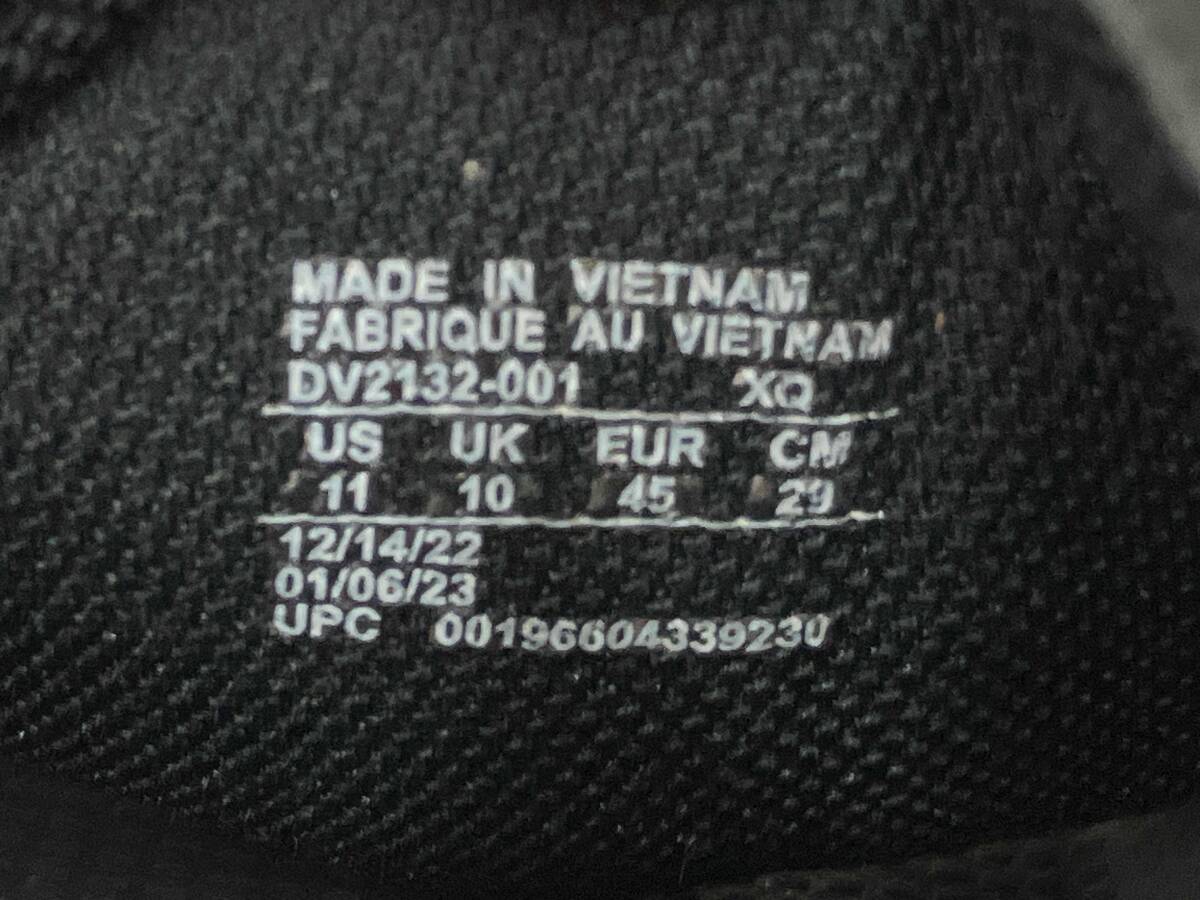 MADE IN VIETNAM
FABRIQUE AU VIETNAM
DV2132-001 XQ
US UK EUR CM
11 10 45 29
12/14/22
01/06/23
UPC 00196604339230